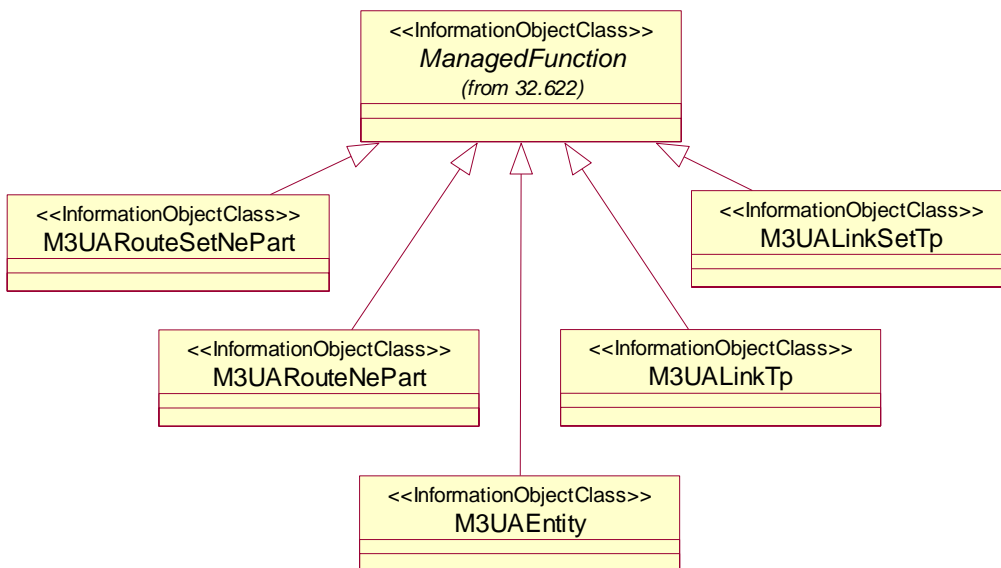 <<InformationObjectClass>>
ManagedFunction
(from 32.622)
<<InformationObjectClass>>
M3UARouteSetNePart
<<InformationObjectClass>>
M3UALinkSetTp
<<InformationObjectClass>>
M3UARouteNePart
<<InformationObjectClass>>
M3UALinkTp
<<InformationObjectClass>>
M3UAEntity